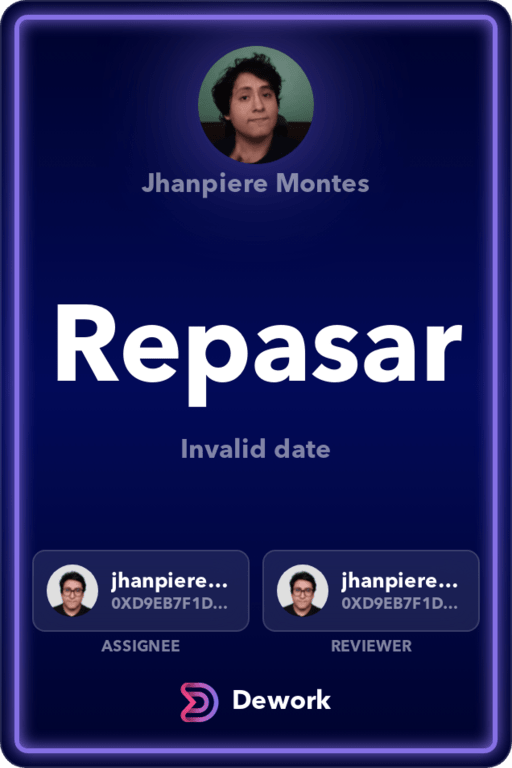 Jhanpiere Montes
Repasar
Invalid date
jhanpiere...
0XD9EB7F1D...
ASSIGNEE
jhanpiere...
0XD9EB7F1D...
REVIEWER
Dework